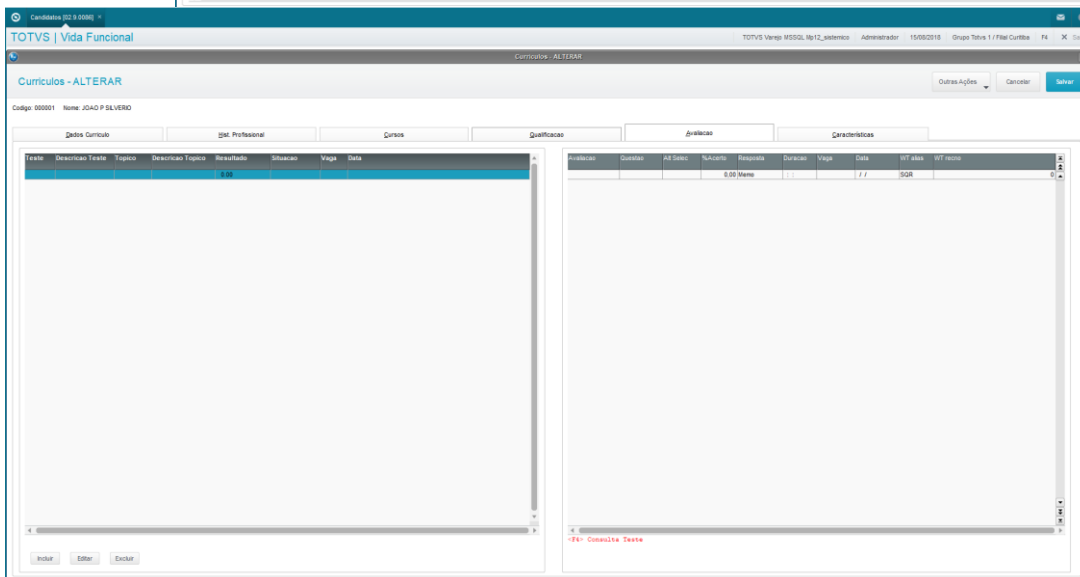 Candidatos [02.9.0086] ×
TOTVS | Vida Funcional
TOTVS Varejo MSSQL Mp12_sistemico Administrador 15/08/2018 Grupo Totvs 1 / Filial Curitiba F4 X
Curriculos - ALTERAR
Curriculos - ALTERAR
Outras Ações Cancelar Salvar
Codigo: 000001 Nome: JOAO P SILVERIO
Dados Curriculo Hist. Profissional Cursos Qualificacao Avaliacao Características
Teste Descricao Teste Topico Descricao Topico Resultado Situacao Vaga Data
0.00
Avaliacao Questao Alt Selec %Acerto Resposta Duracao Vaga Data WT alias WT recno
0,00 Memo : : / / SQR 0
<F6> Consulta Teste
Incluir Editar Excluir